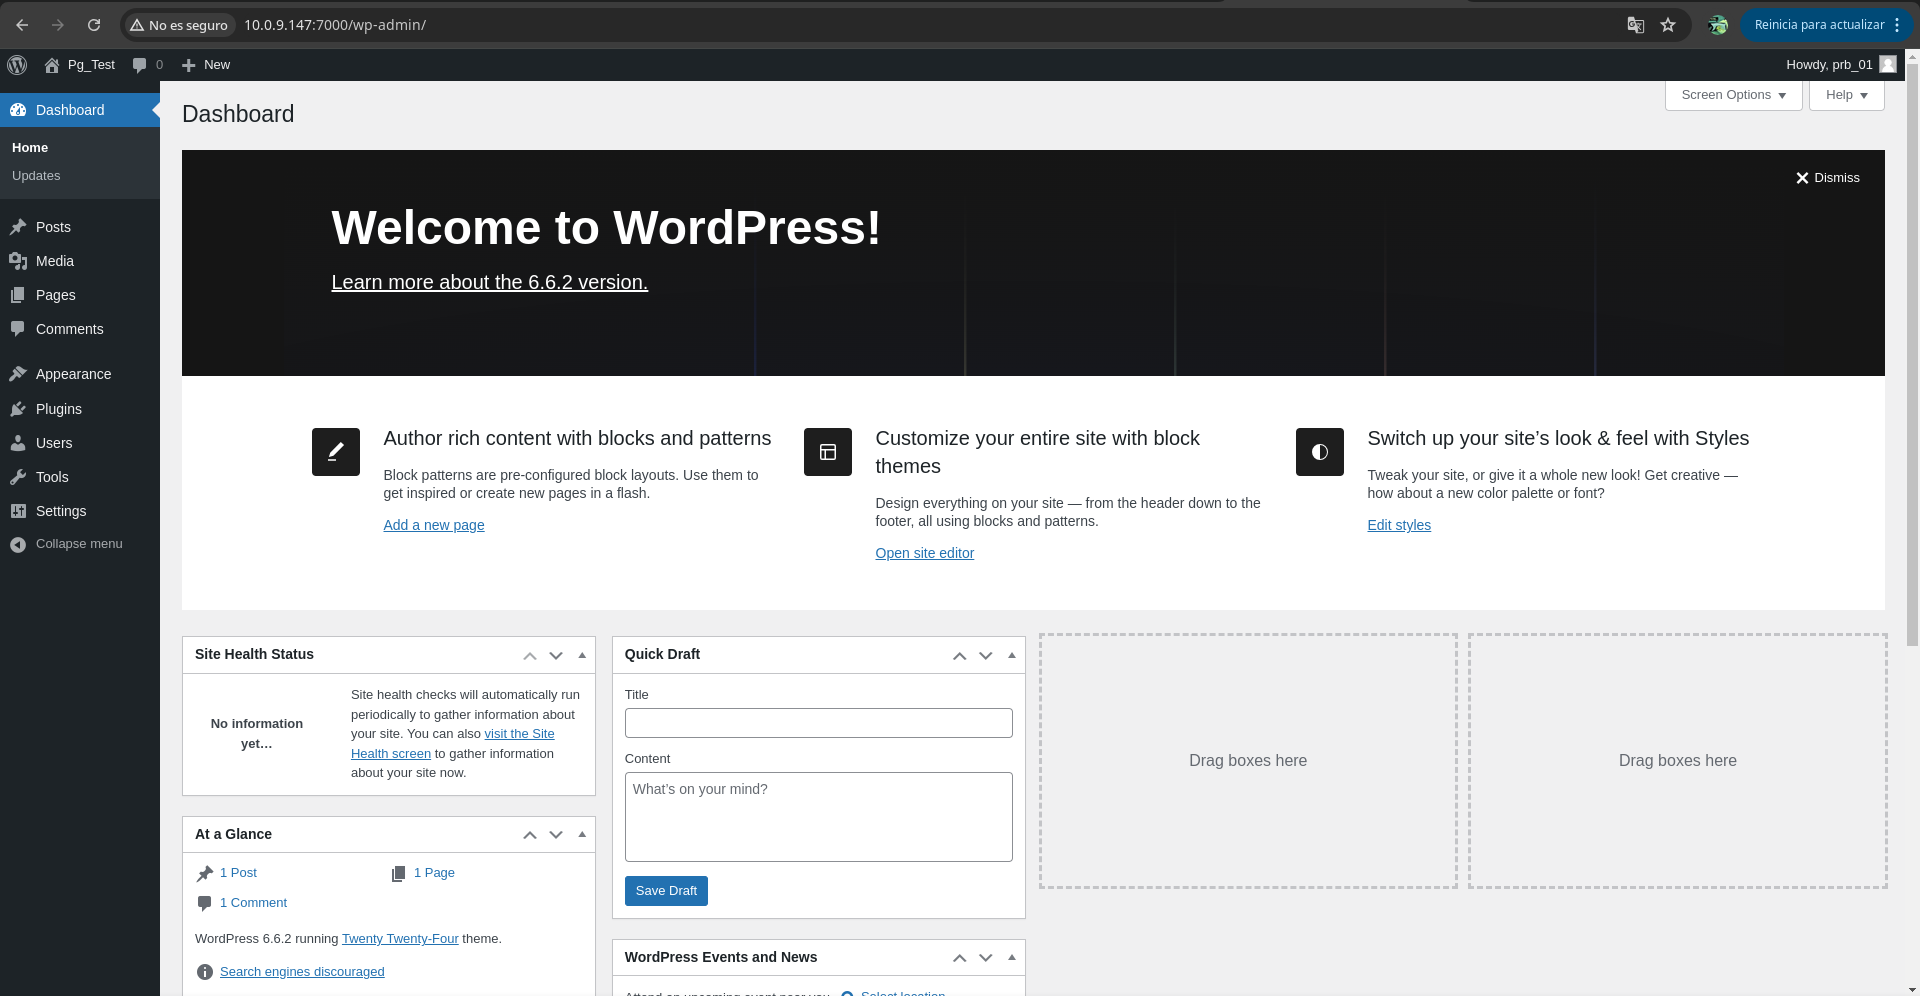 No es seguro 10.0.9.147:7000/wp-admin/ Reinicia para actualizar
Pg_Test 0 New Howdy, prb_01
Screen Options Help
Dashboard
Home
Updates
Posts
Media
Pages
Comments
Appearance
Plugins
Users
Tools
Settings
Collapse menu
Dashboard
Dismiss
Welcome to WordPress!
Learn more about the 6.6.2 version.
Author rich content with blocks and patterns
Block patterns are pre-configured block layouts. Use them to
get inspired or create new pages in a flash.
Add a new page
Customize your entire site with block
themes
Design everything on your site — from the header down to the
footer, all using blocks and patterns.
Open site editor
Switch up your site’s look & feel with Styles
Tweak your site, or give it a whole new look! Get creative —
how about a new color palette or font?
Edit styles
Site Health Status
No information
yet…
Site health checks will automatically run
periodically to gather information about
your site. You can also visit the Site
Health screen to gather information
about your site now.
At a Glance
1 Post 1 Page
1 Comment
WordPress 6.6.2 running Twenty Twenty-Four theme.
Search engines discouraged
Quick Draft
Title
Content
What’s on your mind?
Save Draft
WordPress Events and News
Attend an upcoming event near you. Select location
Drag boxes here
Drag boxes here